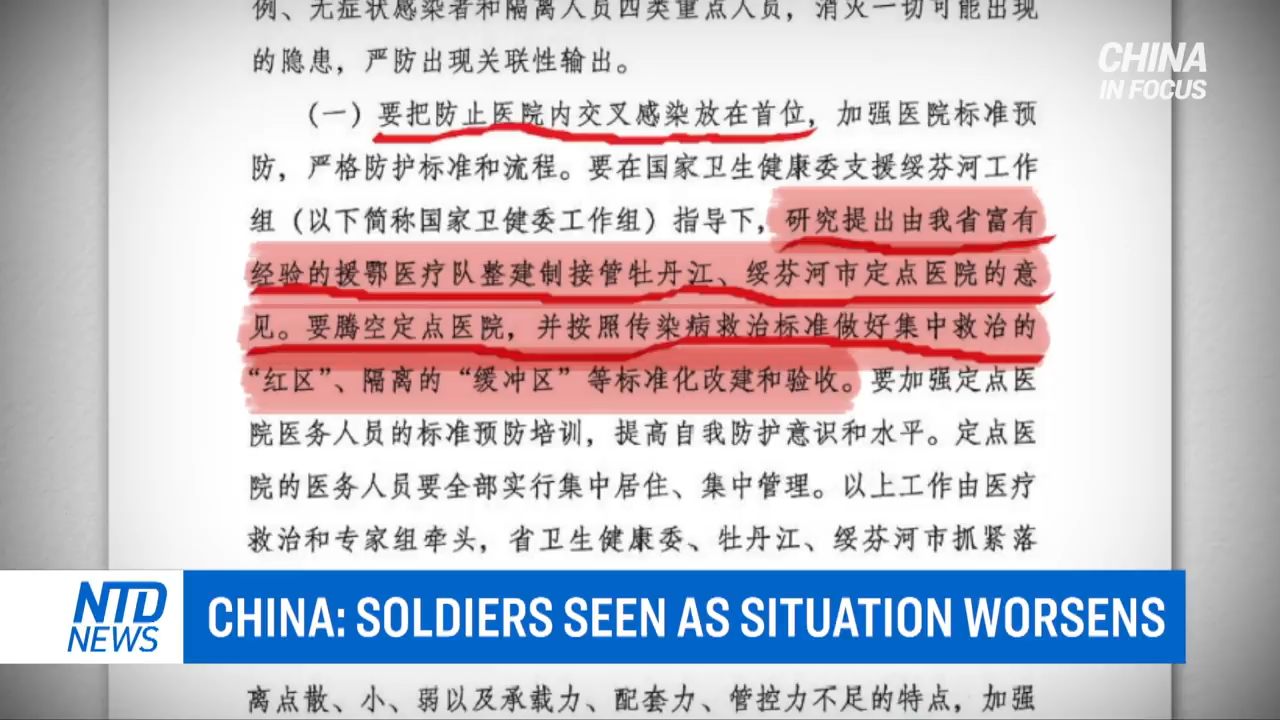 例、无症状感染者和隔离人员四类重点人员，消灭一切可能出现
的隐患，严防出现关联性输出。
CHINA
IN FOCUS
（一）要把防止医院内交叉感染放在首位，加强医院标准预
防，严格防护标准和流程。要在国家卫生健康委支援绥芬河工作
组（以下简称国家卫健委工作组）指导下，研究提出由我省富有
经验的援鄂医疗队整建制接管牡丹江、绥芬河市定点医院的意
见。要腾空定点医院，并按照传染病救治标准做好集中救治的
“红区”、隔离的“缓冲区”等标准化改建和验收。要加强定点医
院医务人员的标准预防培训，提高自我防护意识和水平。定点医
院的医务人员要全部实行集中居住、集中管理。以上工作由医疗
救治和专家组牵头，省卫生健康委、牡丹江、绥芬河市抓紧落
NTD
NEWS
CHINA: SOLDIERS SEEN AS SITUATION WORSENS
离点散、小、弱以及承载力、配套力、管控力不足的特点，加强